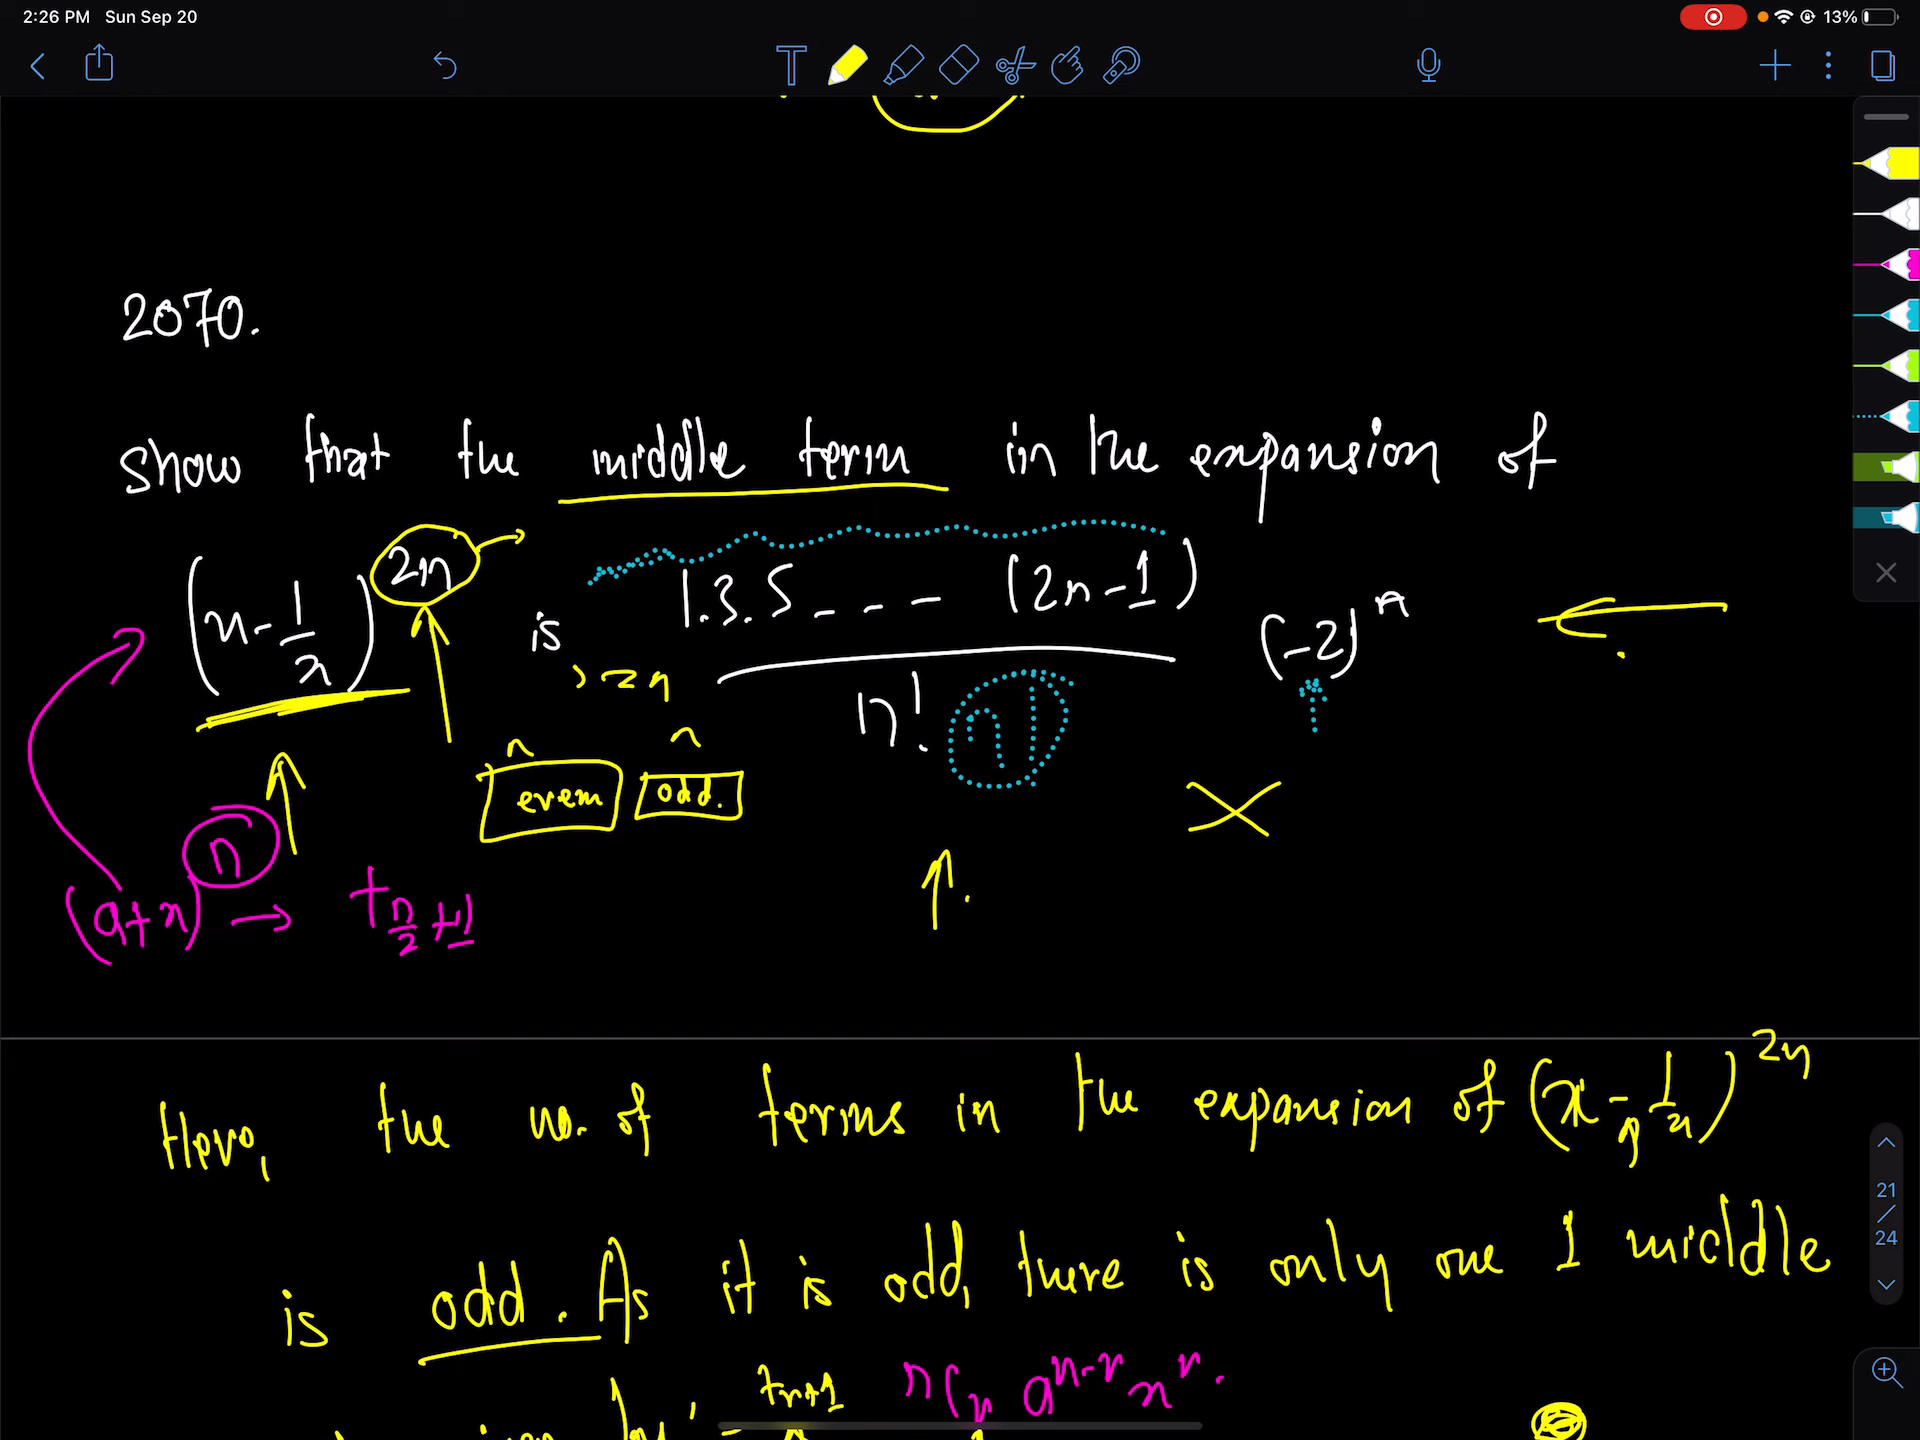 2:26 PM Sun Sep 20 13%
2070.
Show that the middle term in the expansion of
(x - 1/x)^2n is 1.3.5 - - - (2n-1) / n! (-2)^n
> 2n
n! n n
even odd.
(a+x)^n → t n/2 +1
Here, the no. of terms in the expansion of (x - 1/x)^2n
is odd. As it is odd, there is only one 1 middle
by tr+1 nCr a^n-r x^r.
21
/
24